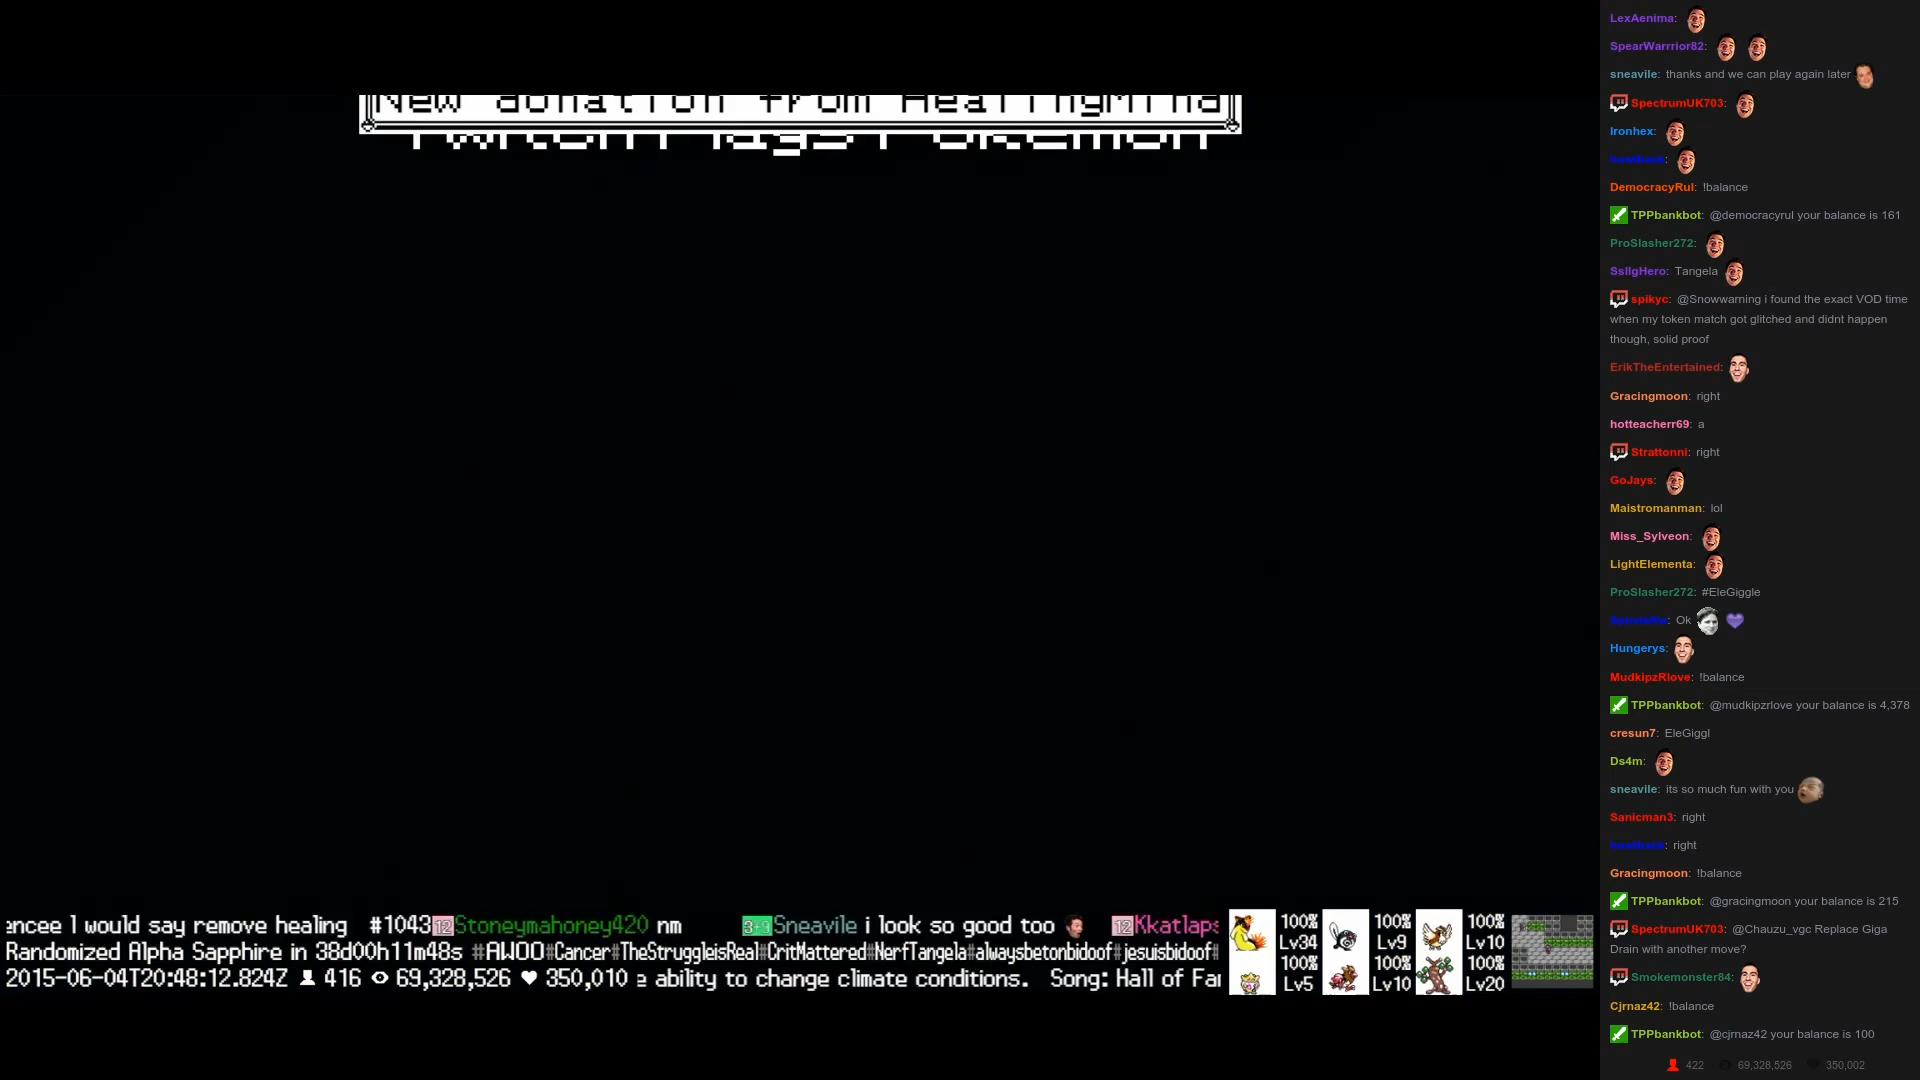 New donation from HealingMind
TwitchPlaysPokemon
encee I would say remove healing #1043 12 Stoneymahoney420 nm 3+9 Sneavile i look so good too 12 Kkatlaps
Randomized Alpha Sapphire in 38d00h11m48s #AWOO#Cancer#TheStruggleisReal#CritMattered#NerfTangela#alwaysbetonbidoof#jesuisbidoof#
2015-06-04T20:48:12.824Z 416 69,328,526 350,010 e ability to change climate conditions. Song: Hall of Fa
100% 100% 100%
Lv34 Lv9 Lv10
100% 100% 100%
Lv5 Lv10 Lv20
LexAenima:
SpearWarrrior82:
sneavile: thanks and we can play again later
SpectrumUK703:
Ironhex:
DemocracyRul: !balance
TPPbankbot: @democracyrul your balance is 161
ProSlasher272:
SsilgHero: Tangela
spikyc: @Snowwarning i found the exact VOD time
when my token match got glitched and didnt happen
though, solid proof
ErikTheEntertained:
Gracingmoon: right
hotteacherr69: a
Strattonni: right
GoJays:
Maistromanman: lol
Miss_Sylveon:
LightElementa:
ProSlasher272: #EleGiggle
Ok
Hungerys:
MudkipzRlove: !balance
TPPbankbot: @mudkipzrlove your balance is 4,378
cresun7: EleGiggl
Ds4m:
sneavile: its so much fun with you
Sanicman3: right
right
Gracingmoon: !balance
TPPbankbot: @gracingmoon your balance is 215
SpectrumUK703: @Chauzu_vgc Replace Giga
Drain with another move?
Smokemonster84:
Cjrnaz42: !balance
TPPbankbot: @cjrnaz42 your balance is 100
422 69,328,526 350,002